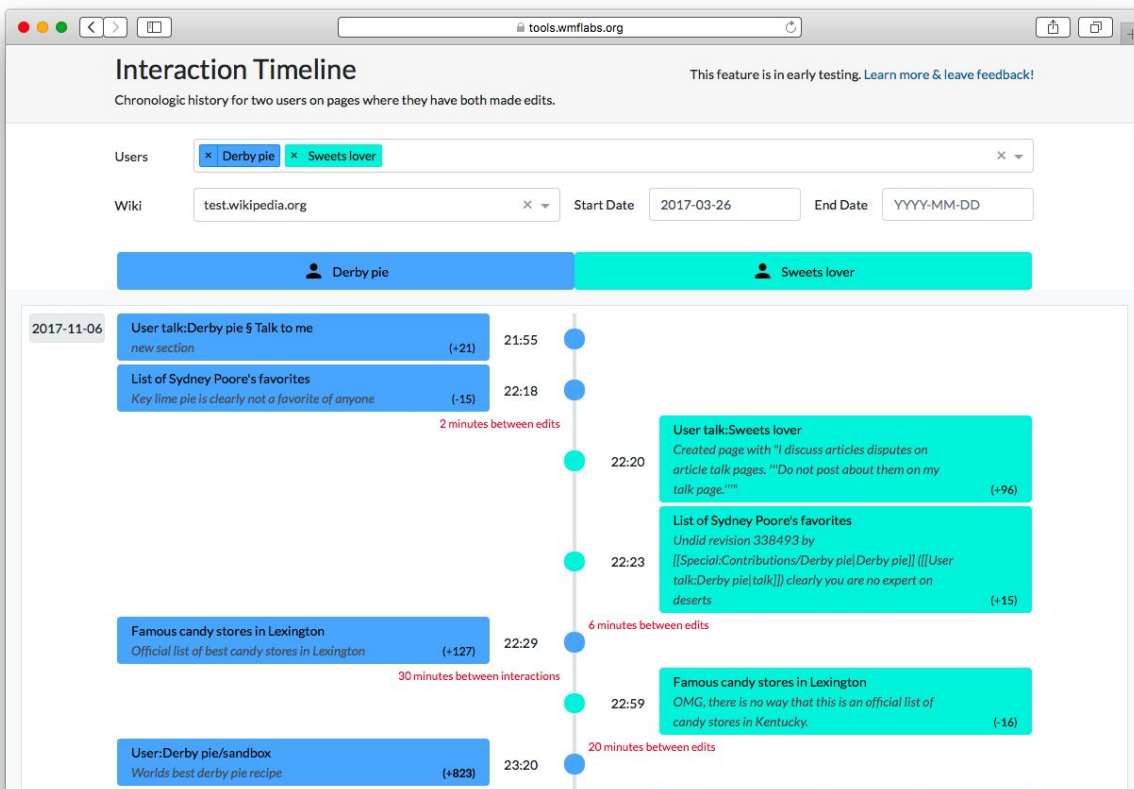 tools.wmflabs.org
Interaction Timeline
This feature is in early testing. Learn more & leave feedback!
Chronologic history for two users on pages where they have both made edits.
Users
× Derby pie × Sweets lover
Wiki
test.wikipedia.org
Start Date
2017-03-26
End Date
YYYY-MM-DD
Derby pie
Sweets lover
2017-11-06
User talk:Derby pie § Talk to me
new section (+21)
21:55
List of Sydney Poore's favorites
Key lime pie is clearly not a favorite of anyone (-15)
22:18
2 minutes between edits
22:20
User talk:Sweets lover
Created page with "I discuss articles disputes on
article talk pages. '''Do not post about them on my
talk page.'''" (+96)
22:23
List of Sydney Poore's favorites
Undid revision 338493 by
[[Special:Contributions/Derby pie|Derby pie]] ([[User
talk:Derby pie|talk]]) clearly you are no expert on
deserts (+15)
6 minutes between edits
Famous candy stores in Lexington
Official list of best candy stores in Lexington (+127)
22:29
30 minutes between interactions
22:59
Famous candy stores in Lexington
OMG, there is no way that this is an official list of
candy stores in Kentucky. (-16)
20 minutes between edits
User:Derby pie/sandbox
Worlds best derby pie recipe (+823)
23:20